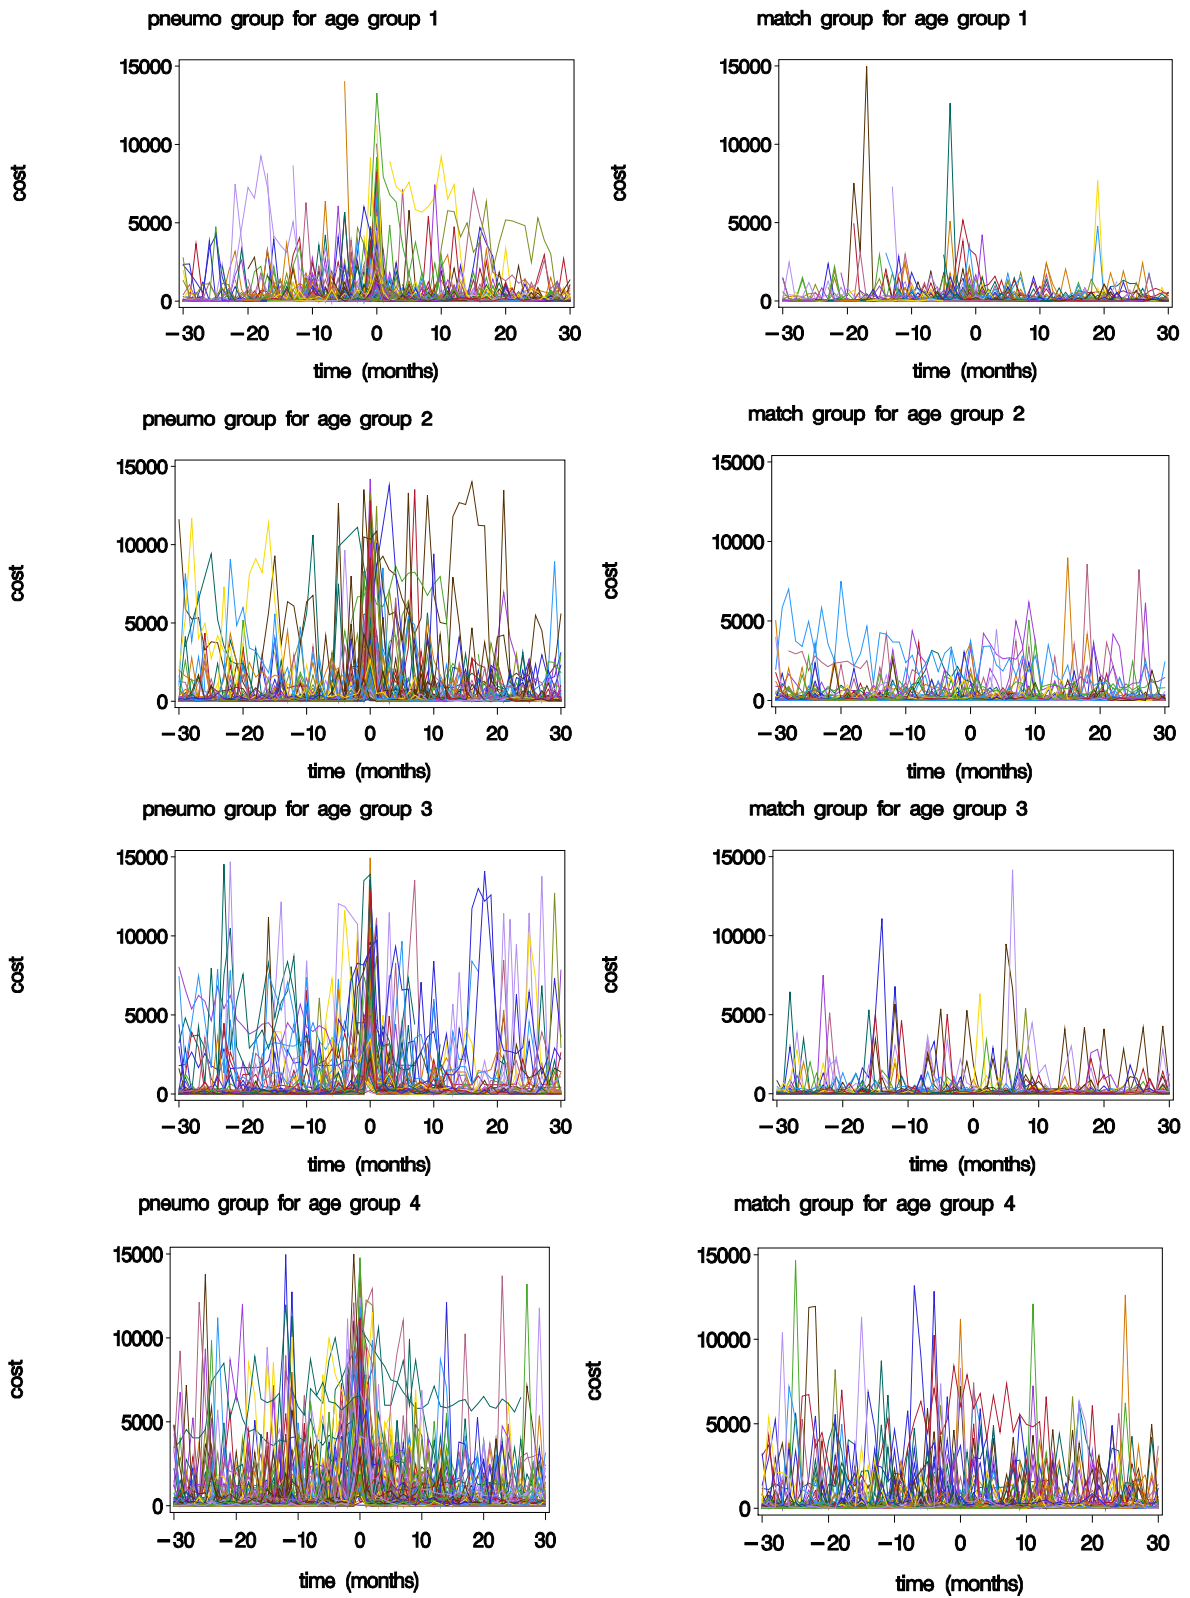 pneumo group for age group 1
match group for age group 1
cost
15000
10000
5000
0
−30 −20 −10 0 10 20 30
time (months)
cost
15000
10000
5000
0
−30 −20 −10 0 10 20 30
time (months)
pneumo group for age group 2
match group for age group 2
cost
15000
10000
5000
0
−30 −20 −10 0 10 20 30
time (months)
cost
15000
10000
5000
0
−30 −20 −10 0 10 20 30
time (months)
pneumo group for age group 3
match group for age group 3
cost
15000
10000
5000
0
−30 −20 −10 0 10 20 30
time (months)
cost
15000
10000
5000
0
−30 −20 −10 0 10 20 30
time (months)
pneumo group for age group 4
match group for age group 4
cost
15000
10000
5000
0
−30 −20 −10 0 10 20 30
time (months)
cost
15000
10000
5000
0
−30 −20 −10 0 10 20 30
time (months)